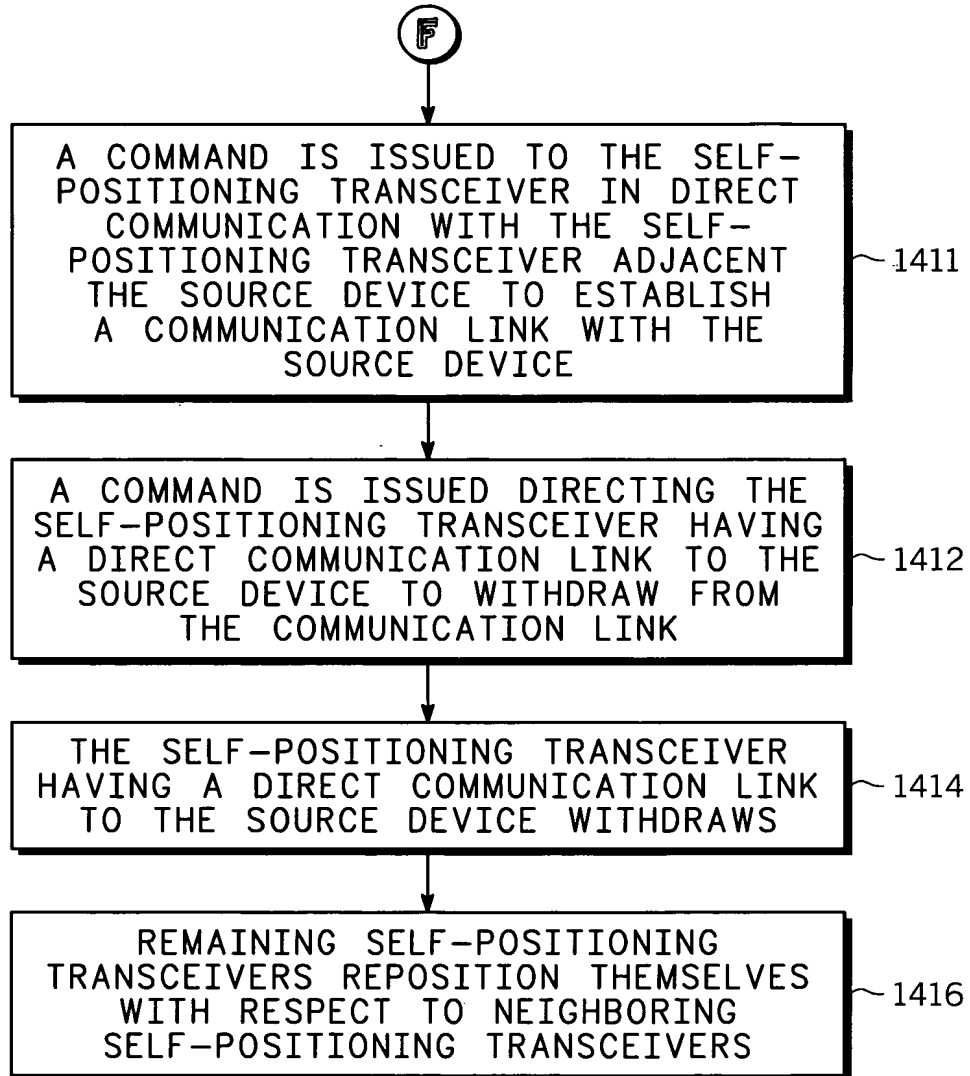 F
A COMMAND IS ISSUED TO THE SELF-
POSITIONING TRANSCEIVER IN DIRECT
COMMUNICATION WITH THE SELF-
POSITIONING TRANSCEIVER ADJACENT
THE SOURCE DEVICE TO ESTABLISH
A COMMUNICATION LINK WITH THE
SOURCE DEVICE
1411
A COMMAND IS ISSUED DIRECTING THE
SELF-POSITIONING TRANSCEIVER HAVING
A DIRECT COMMUNICATION LINK TO THE
SOURCE DEVICE TO WITHDRAW FROM
THE COMMUNICATION LINK
1412
THE SELF-POSITIONING TRANSCEIVER
HAVING A DIRECT COMMUNICATION LINK
TO THE SOURCE DEVICE WITHDRAWS
1414
REMAINING SELF-POSITIONING
TRANSCEIVERS REPOSITION THEMSELVES
WITH RESPECT TO NEIGHBORING
SELF-POSITIONING TRANSCEIVERS
1416